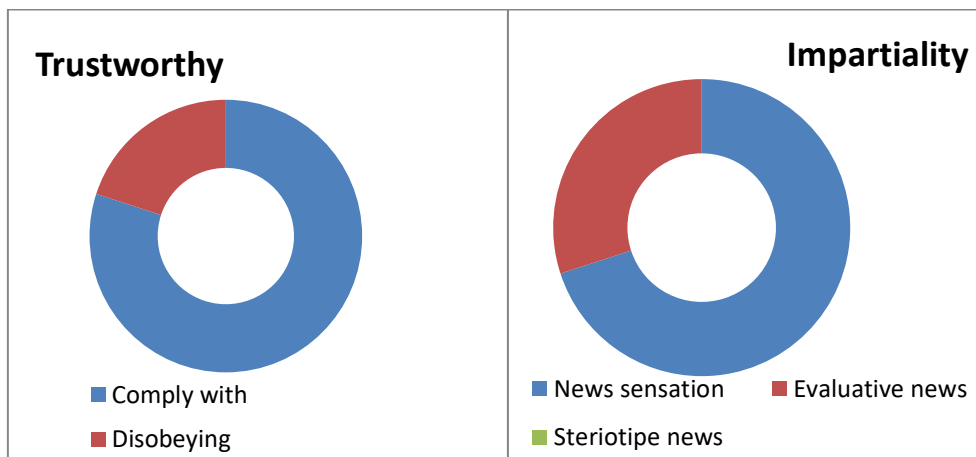 Trustworthy
Comply with
Disobeying
Impartiality
News sensation
Evaluative news
Steriotipe news